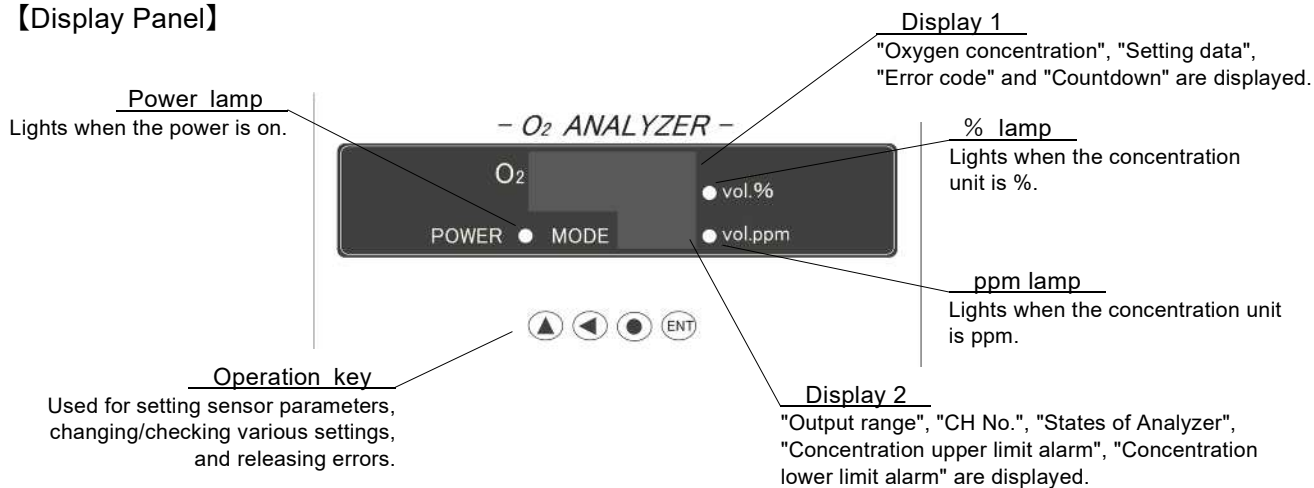 【Display Panel】
Display 1
"Oxygen concentration", "Setting data",
"Error code" and "Countdown" are displayed.
Power lamp
Lights when the power is on.
- O2 ANALYZER -
% lamp
Lights when the concentration
unit is %.
O2
vol.%
POWER ● MODE
vol.ppm
ppm lamp
Lights when the concentration unit
is ppm.
ENT
Operation key
Used for setting sensor parameters,
changing/checking various settings,
and releasing errors.
Display 2
"Output range", "CH No.", "States of Analyzer",
"Concentration upper limit alarm", "Concentration
lower limit alarm" are displayed.